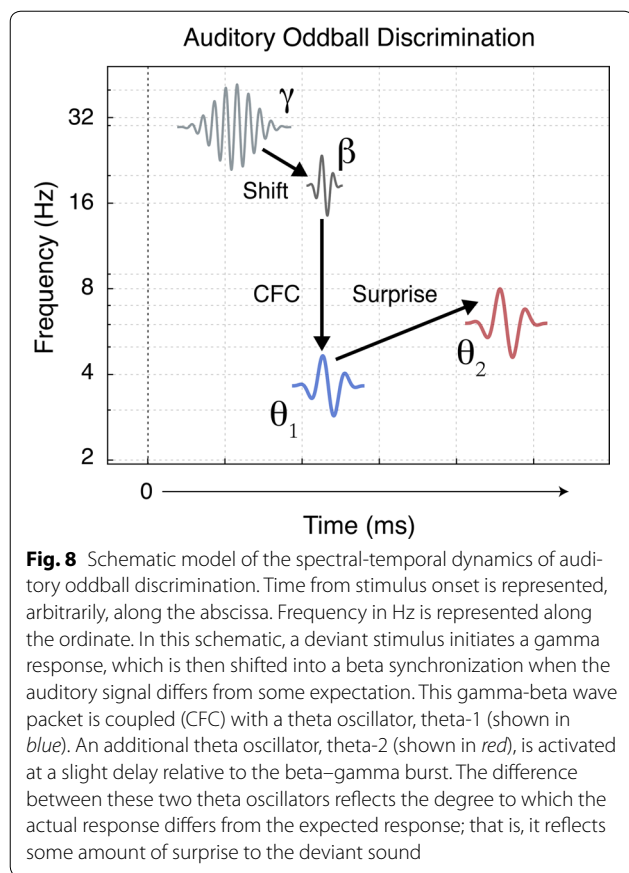 Auditory Oddball Discrimination
γ
32
β
Shift
16
Frequency (Hz)
8
CFC
Surprise
θ2
4
θ1
2
0
Time (ms)
Fig. 8 Schematic model of the spectral-temporal dynamics of audi-
tory oddball discrimination. Time from stimulus onset is represented,
arbitrarily, along the abscissa. Frequency in Hz is represented along
the ordinate. In this schematic, a deviant stimulus initiates a gamma
response, which is then shifted into a beta synchronization when the
auditory signal differs from some expectation. This gamma-beta wave
packet is coupled (CFC) with a theta oscillator, theta-1 (shown in
blue). An additional theta oscillator, theta-2 (shown in red), is activated
at a slight delay relative to the beta–gamma burst. The difference
between these two theta oscillators reflects the degree to which the
actual response differs from the expected response; that is, it reflects
some amount of surprise to the deviant sound